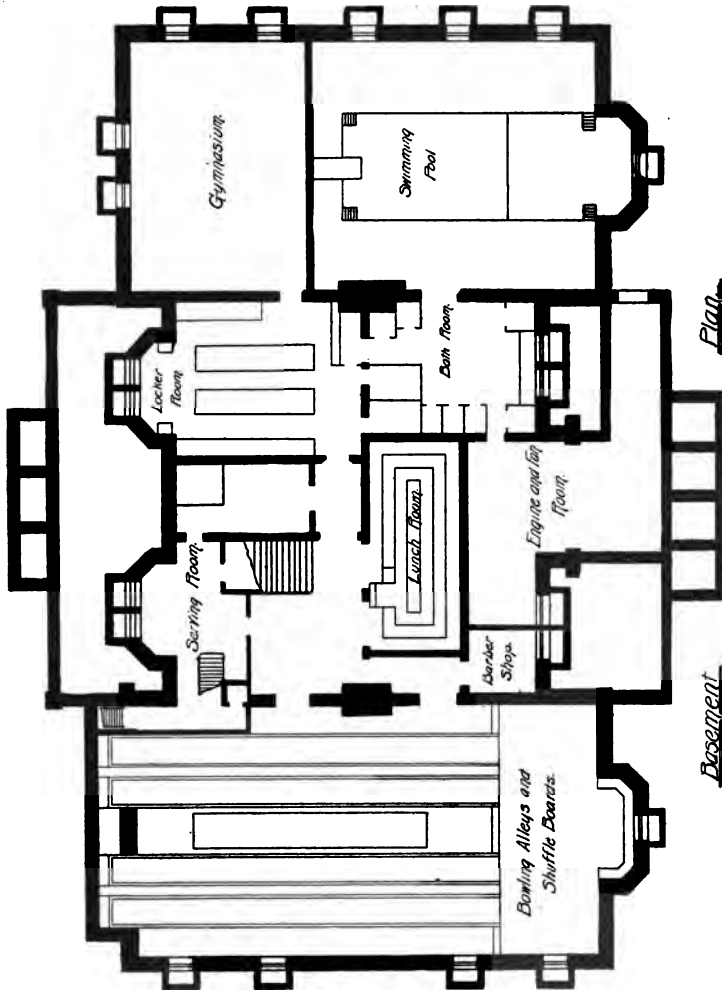 Gymnasium.
Swimming
Pool
Locker
Room
Bath Room.
Serving Room.
Lunch Room.
Engine and Fan
Room.
Barber
Shop.
Bowling Alleys and
Shuffle Boards.
Basement Plan